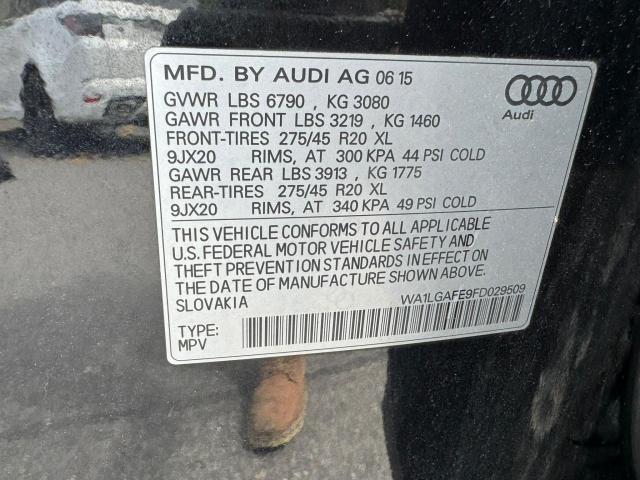 MFD. BY AUDI AG 06 15
GVWR LBS 6790 , KG 3080
GAWR FRONT LBS 3219 , KG 1460
FRONT-TIRES 275/45 R20 XL
9JX20 RIMS, AT 300 KPA 44 PSI COLD
GAWR REAR LBS 3913 , KG 1775
REAR-TIRES 275/45 R20 XL
9JX20 RIMS, AT 340 KPA 49 PSI COLD
Audi
THIS VEHICLE CONFORMS TO ALL APPLICABLE
U.S. FEDERAL MOTOR VEHICLE SAFETY AND
THEFT PREVENTION STANDARDS IN EFFECT ON
THE DATE OF MANUFACTURE SHOWN ABOVE.
SLOVAKIA
WA1LGAFE9FD029509
TYPE:
MPV